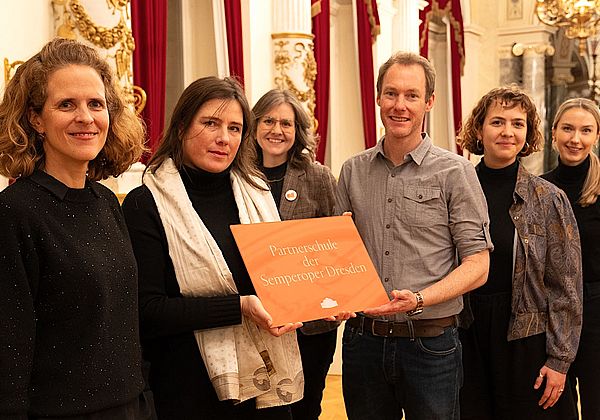 Partnerschule
der
Semperoper Dresden